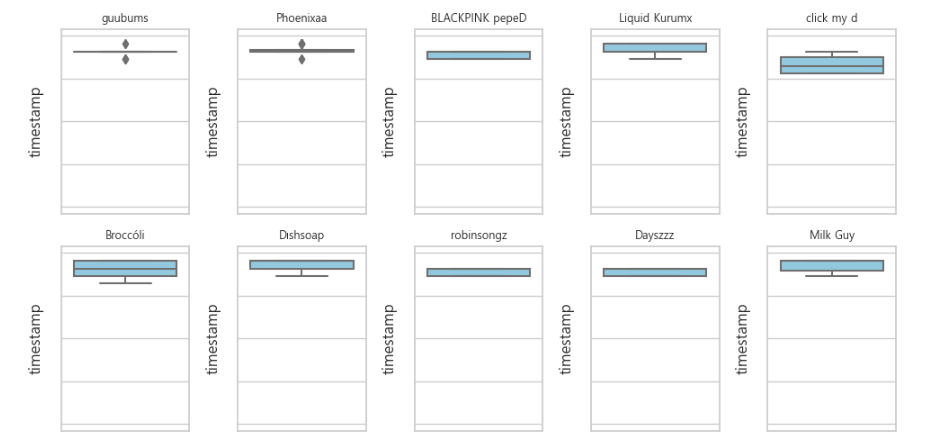 guubums
Phoenixaa
BLACKPINK pepeD
Liquid Kurumx
click my d
timestamp
timestamp
timestamp
timestamp
timestamp
Broccóli
Dishsoap
robinsongz
Dayszzz
Milk Guy
timestamp
timestamp
timestamp
timestamp
timestamp